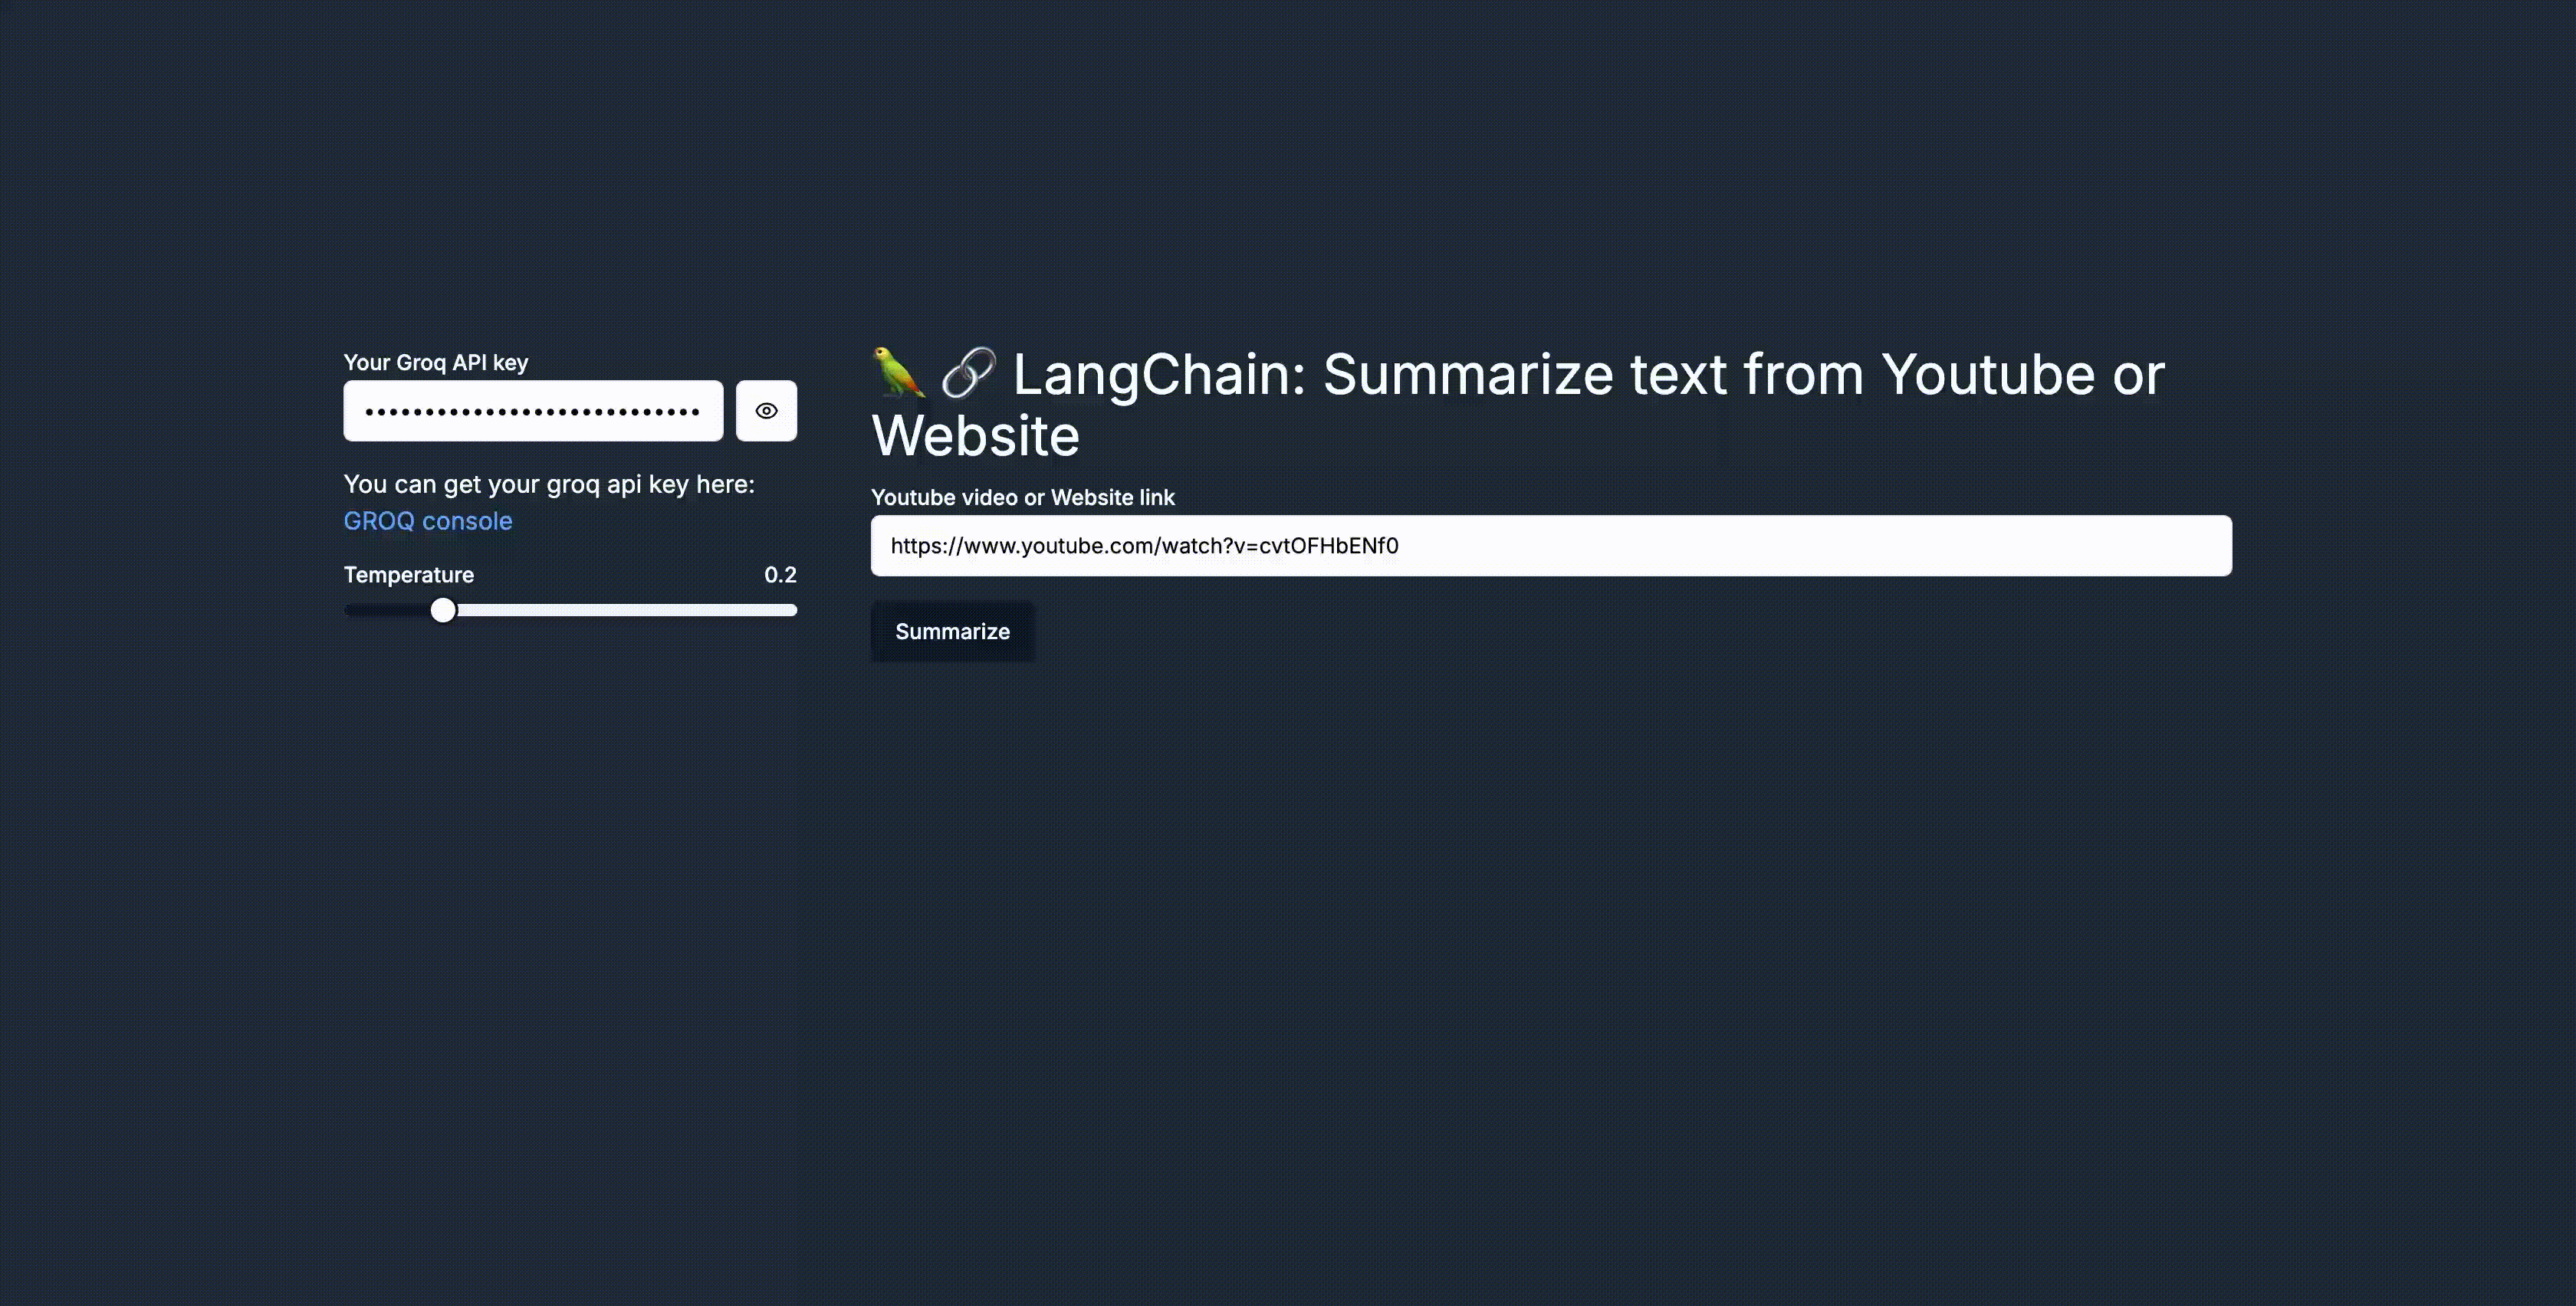 Your Groq API key
••••••••••••••••••••••••••••
You can get your groq api key here:
GROQ console
Temperature 0.2
🦜🔗 LangChain: Summarize text from Youtube or
Website
Youtube video or Website link
https://www.youtube.com/watch?v=cvtOFHbENf0
Summarize